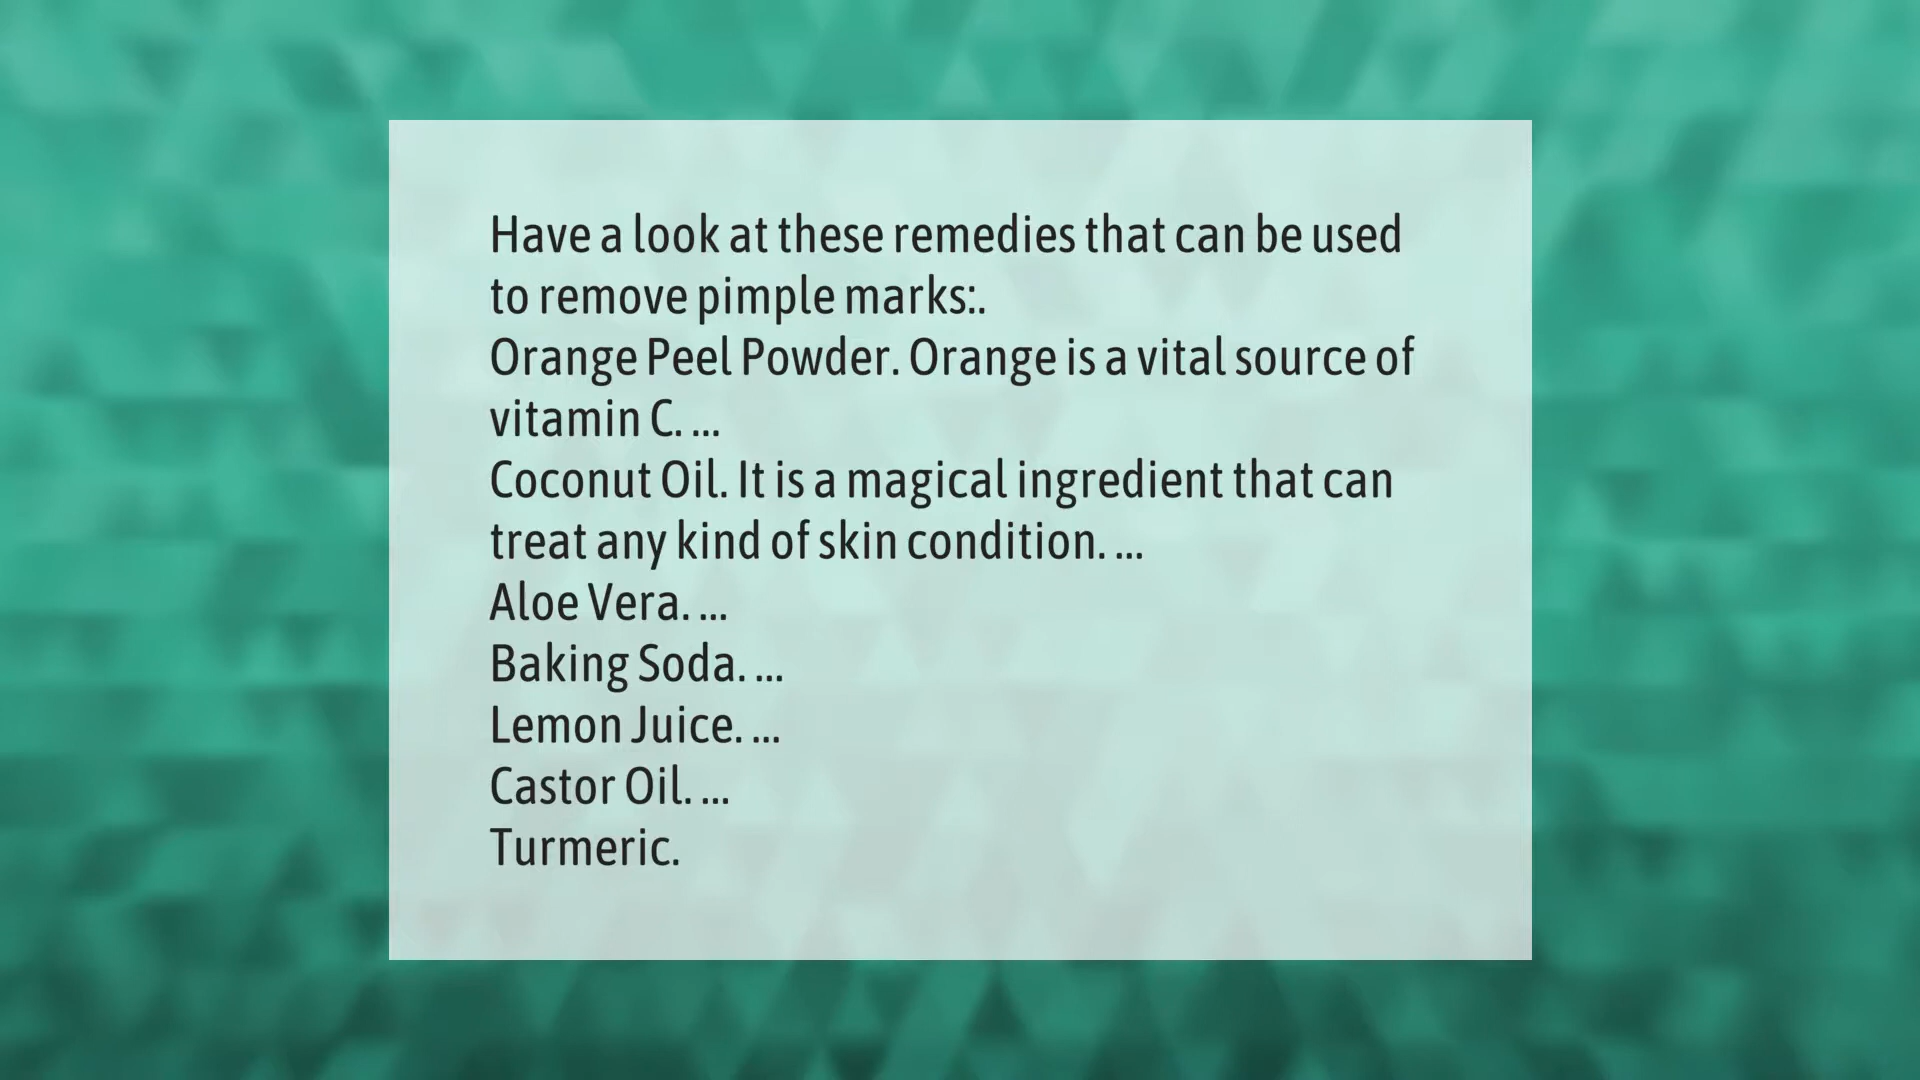 Have a look at these remedies that can be used
to remove pimple marks:.
Orange Peel Powder. Orange is a vital source of
vitamin C. ...
Coconut Oil. It is a magical ingredient that can
treat any kind of skin condition. ...
Aloe Vera. ...
Baking Soda. ...
Lemon Juice. ...
Castor Oil. ...
Turmeric.